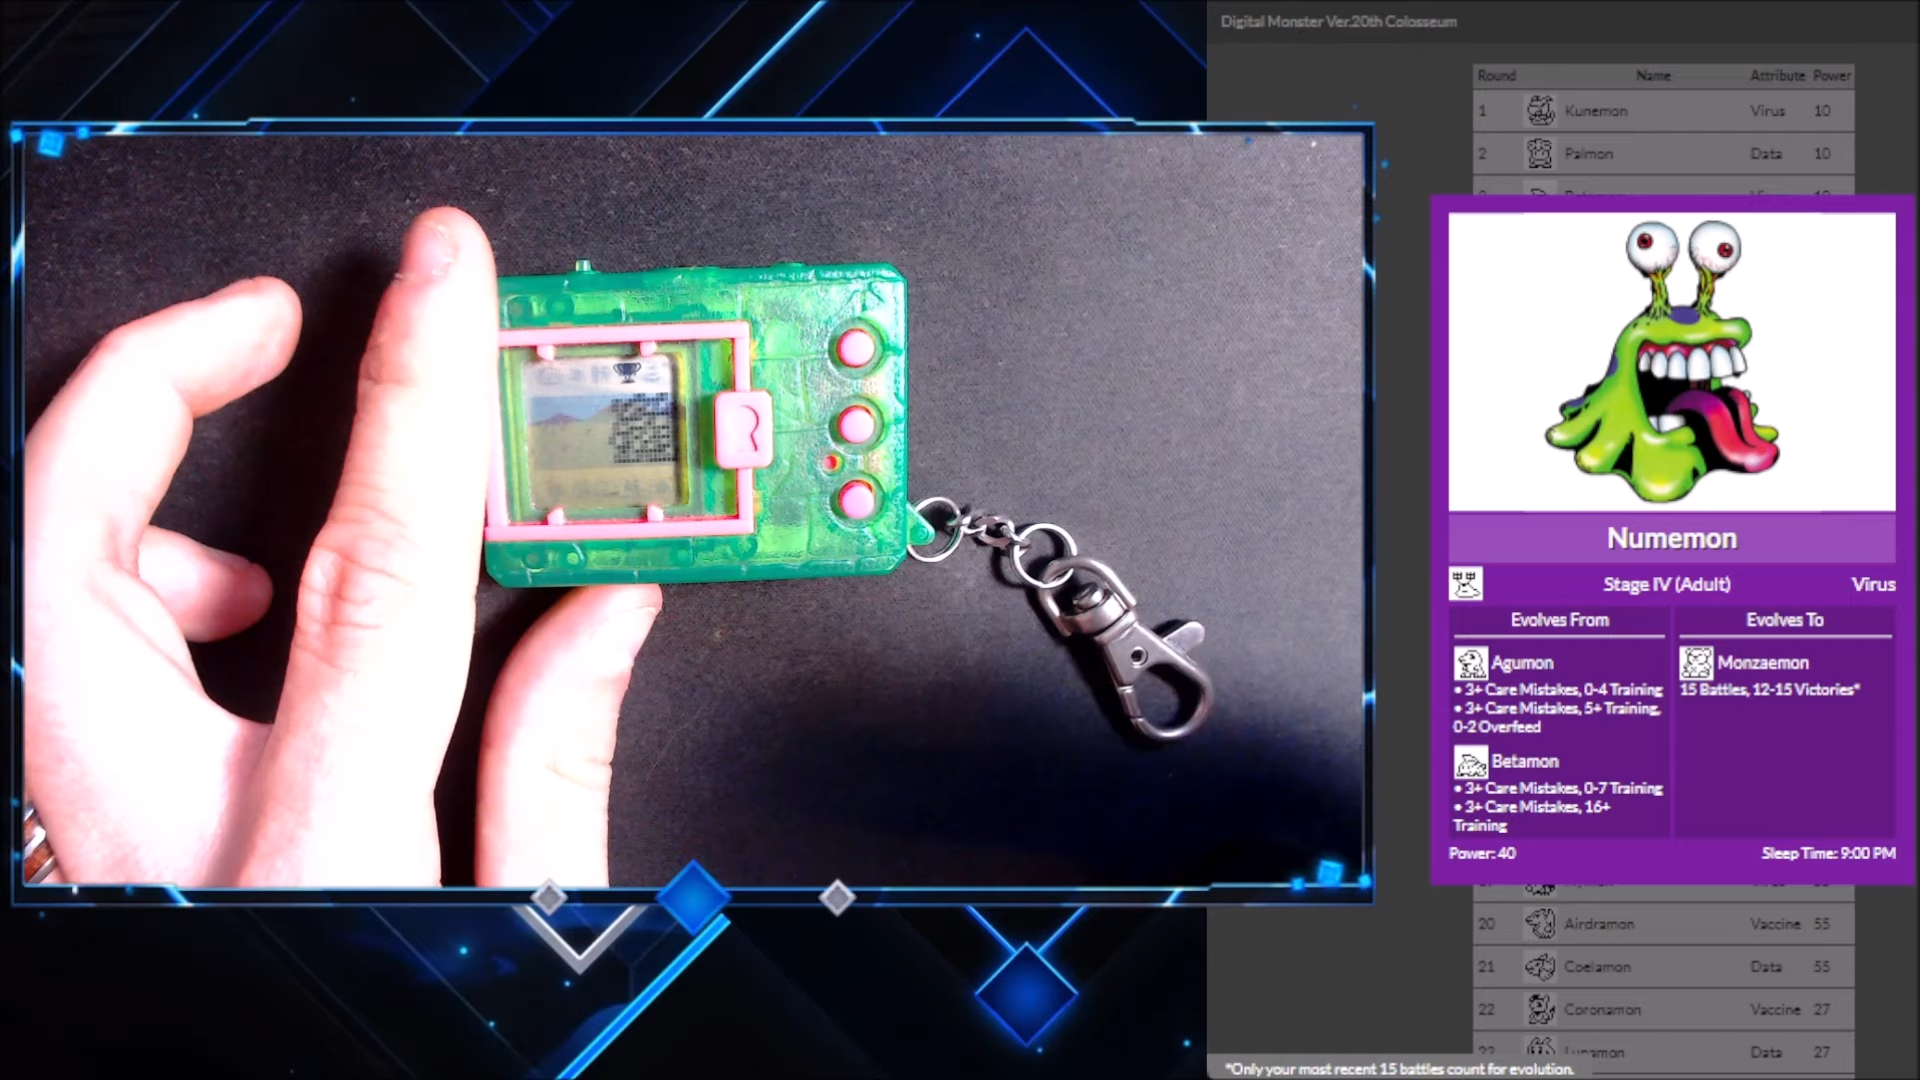 Digital Monster Ver.20th Colosseum
Round Name Attribute Power
1 Kunemon Virus 10
2 Palmon Data 10
Numemon
Stage IV (Adult) Virus
Evolves From
Agumon
• 3+ Care Mistakes, 0-4 Training
• 3+ Care Mistakes, 5+ Training,
0-2 Overfeed
Betamon
• 3+ Care Mistakes, 0-7 Training
• 3+ Care Mistakes, 16+
Training
Evolves To
Monzaemon
15 Battles, 12-15 Victories*
Power: 40
Sleep Time: 9:00 PM
20 Airdramon Vaccine 55
21 Coelamon Data 55
22 Coronamon Vaccine 27
Lunamon Data 27
*Only your most recent 15 battles count for evolution.